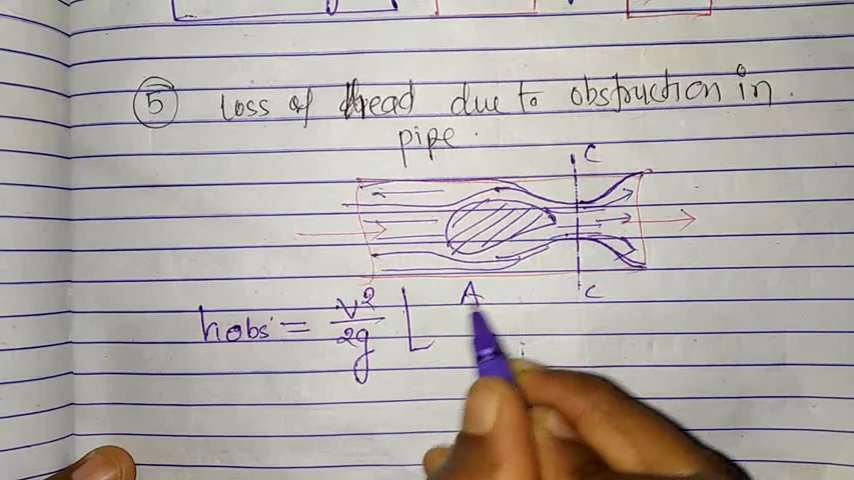 5 Loss of head due to obstruction in.
pipe.
C
C
hobs = V²/2g [ A